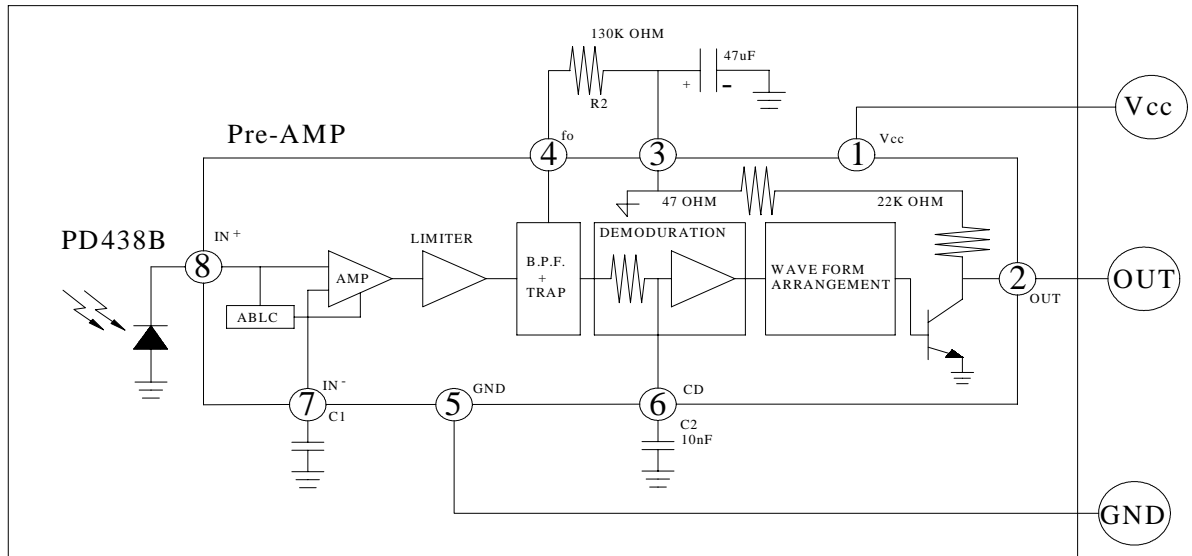 130K OHM
47uF
+
-
R2
Vcc
Pre-AMP
4
fo
3
1
Vcc
47 OHM
22K OHM
PD438B
IN+
8
LIMITER
DEMODURATION
AMP
B.P.F.
+
TRAP
WAVE FORM
ARRANGEMENT
2
OUT
OUT
ABLC
IN-
7
C1
GND
5
CD
6
C2
10nF
GND